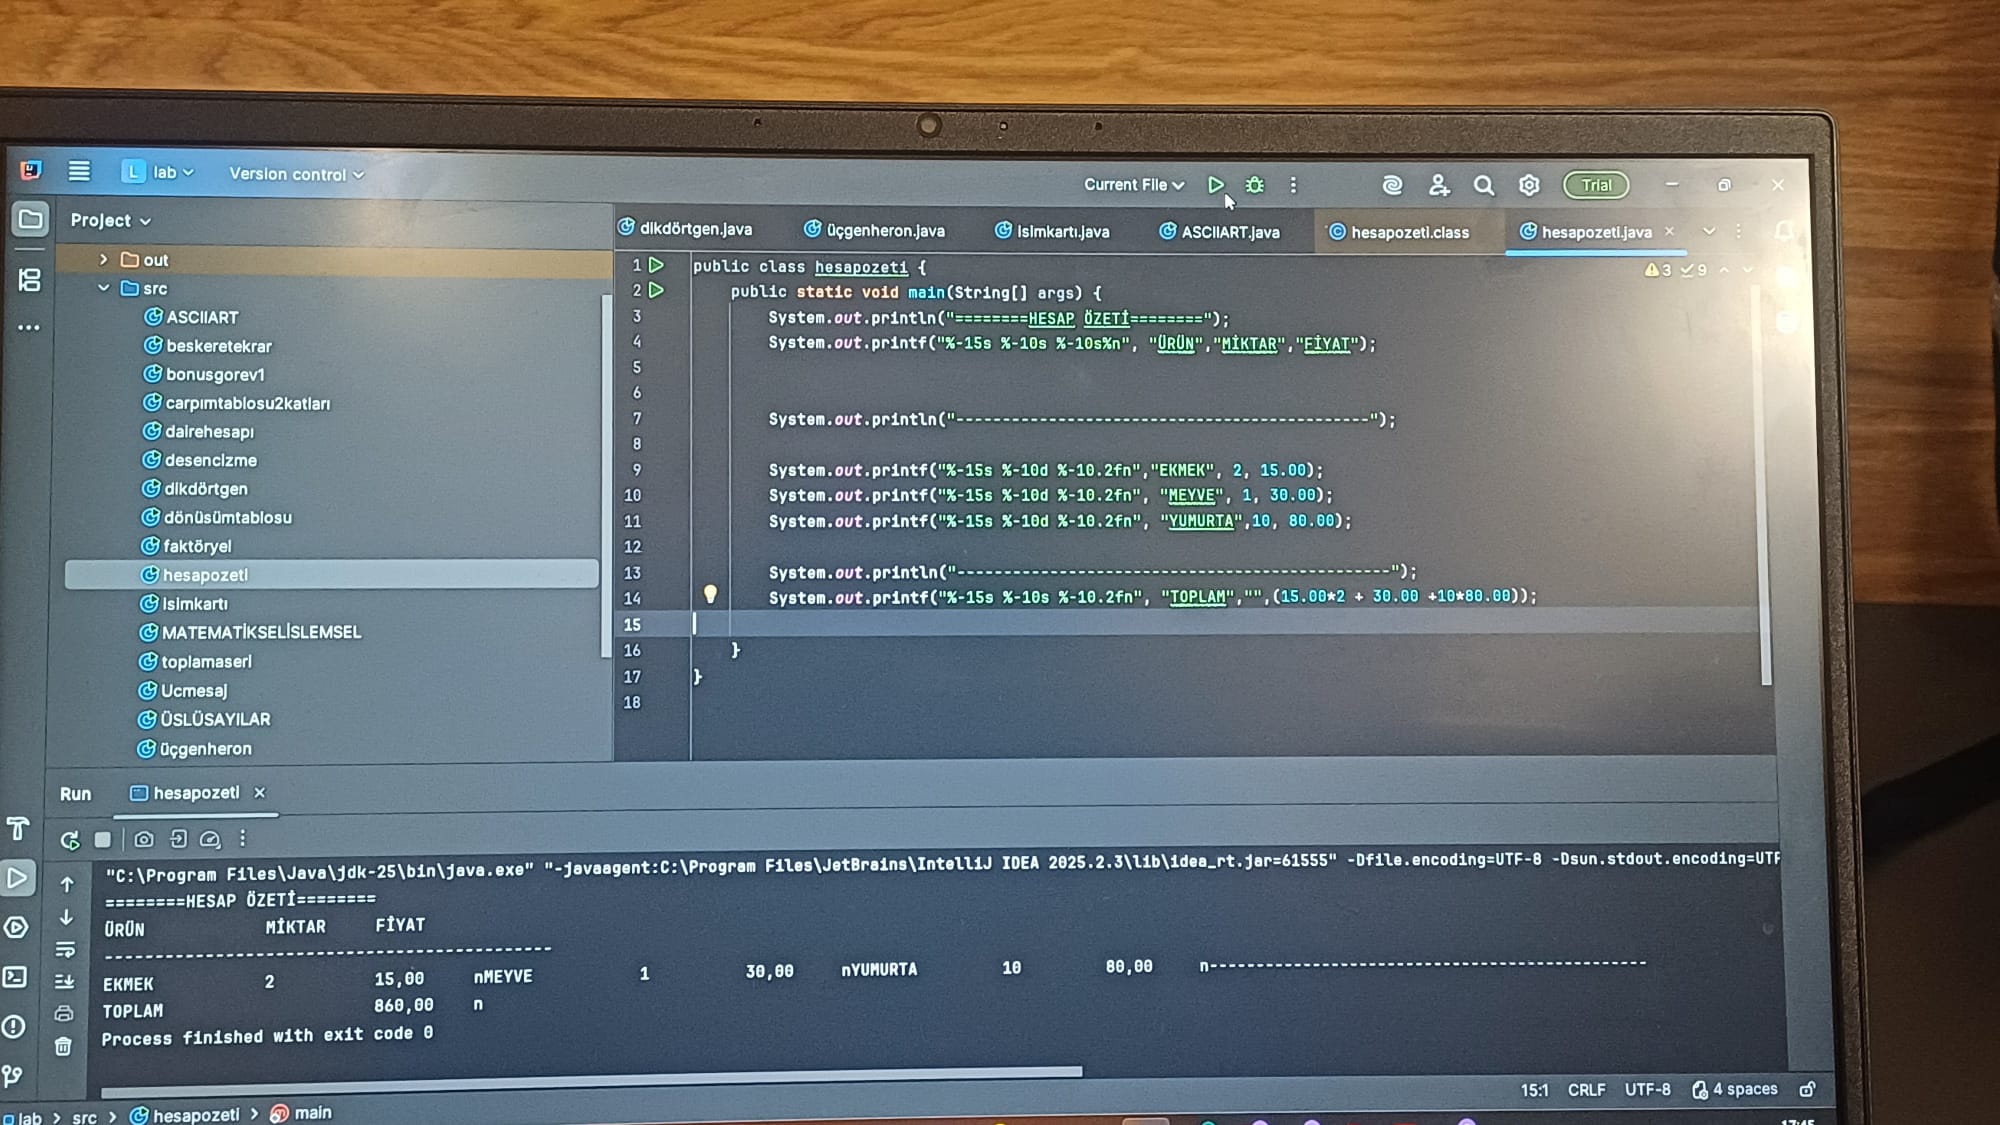 L lab Version control Current File Trial
Project
dikdörtgen.java üçgenheron.java isimkartı.java ASCIIART.java hesapozeti.class hesapozeti.java
out
src
ASCIIART
beskeretekrar
bonusgorev1
carpımtablosu2katları
dairehesapı
desencizme
dikdörtgen
dönüsümtablosu
faktöryel
hesapozeti
isimkartı
MATEMATİKSELİSLEMSEL
toplamaseri
Ucmesaj
ÜSLÜSAYILAR
üçgenheron
3 9
1 public class hesapozeti {
2 public static void main(String[] args) {
3 System.out.println("========HESAP ÖZETİ========");
4 System.out.printf("%-15s %-10s %-10s%n", "ÜRÜN","MİKTAR","FİYAT");
5
6
7 System.out.println("--------------------------------------------");
8
9 System.out.printf("%-15s %-10d %-10.2fn","EKMEK", 2, 15.00);
10 System.out.printf("%-15s %-10d %-10.2fn", "MEYVE", 1, 30.00);
11 System.out.printf("%-15s %-10d %-10.2fn", "YUMURTA",10, 80.00);
12
13 System.out.println("----------------------------------------------");
14 System.out.printf("%-15s %-10s %-10.2fn", "TOPLAM","",(15.00*2 + 30.00 +10*80.00));
15
16 }
17 }
18
Run hesapozeti
"C:\Program Files\Java\jdk-25\bin\java.exe" "-javaagent:C:\Program Files\JetBrains\IntelliJ IDEA 2025.2.3\lib\idea_rt.jar=61555" -Dfile.encoding=UTF-8 -Dsun.stdout.encoding=UTF
========HESAP ÖZETİ========
ÜRÜN MİKTAR FİYAT
--------------------------------------------
EKMEK 2 15,00 nMEYVE 1 30,00 nYUMURTA 10 80,00 n----------------------------------------------
TOPLAM 860,00 n
Process finished with exit code 0
15:1 CRLF UTF-8 4 spaces
lab > src > hesapozeti > main
17:45